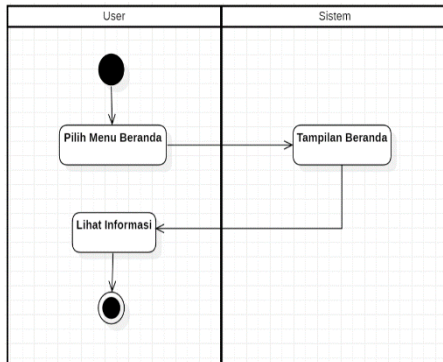 User
Sistem
Pilih Menu Beranda
Tampilan Beranda
Lihat Informasi